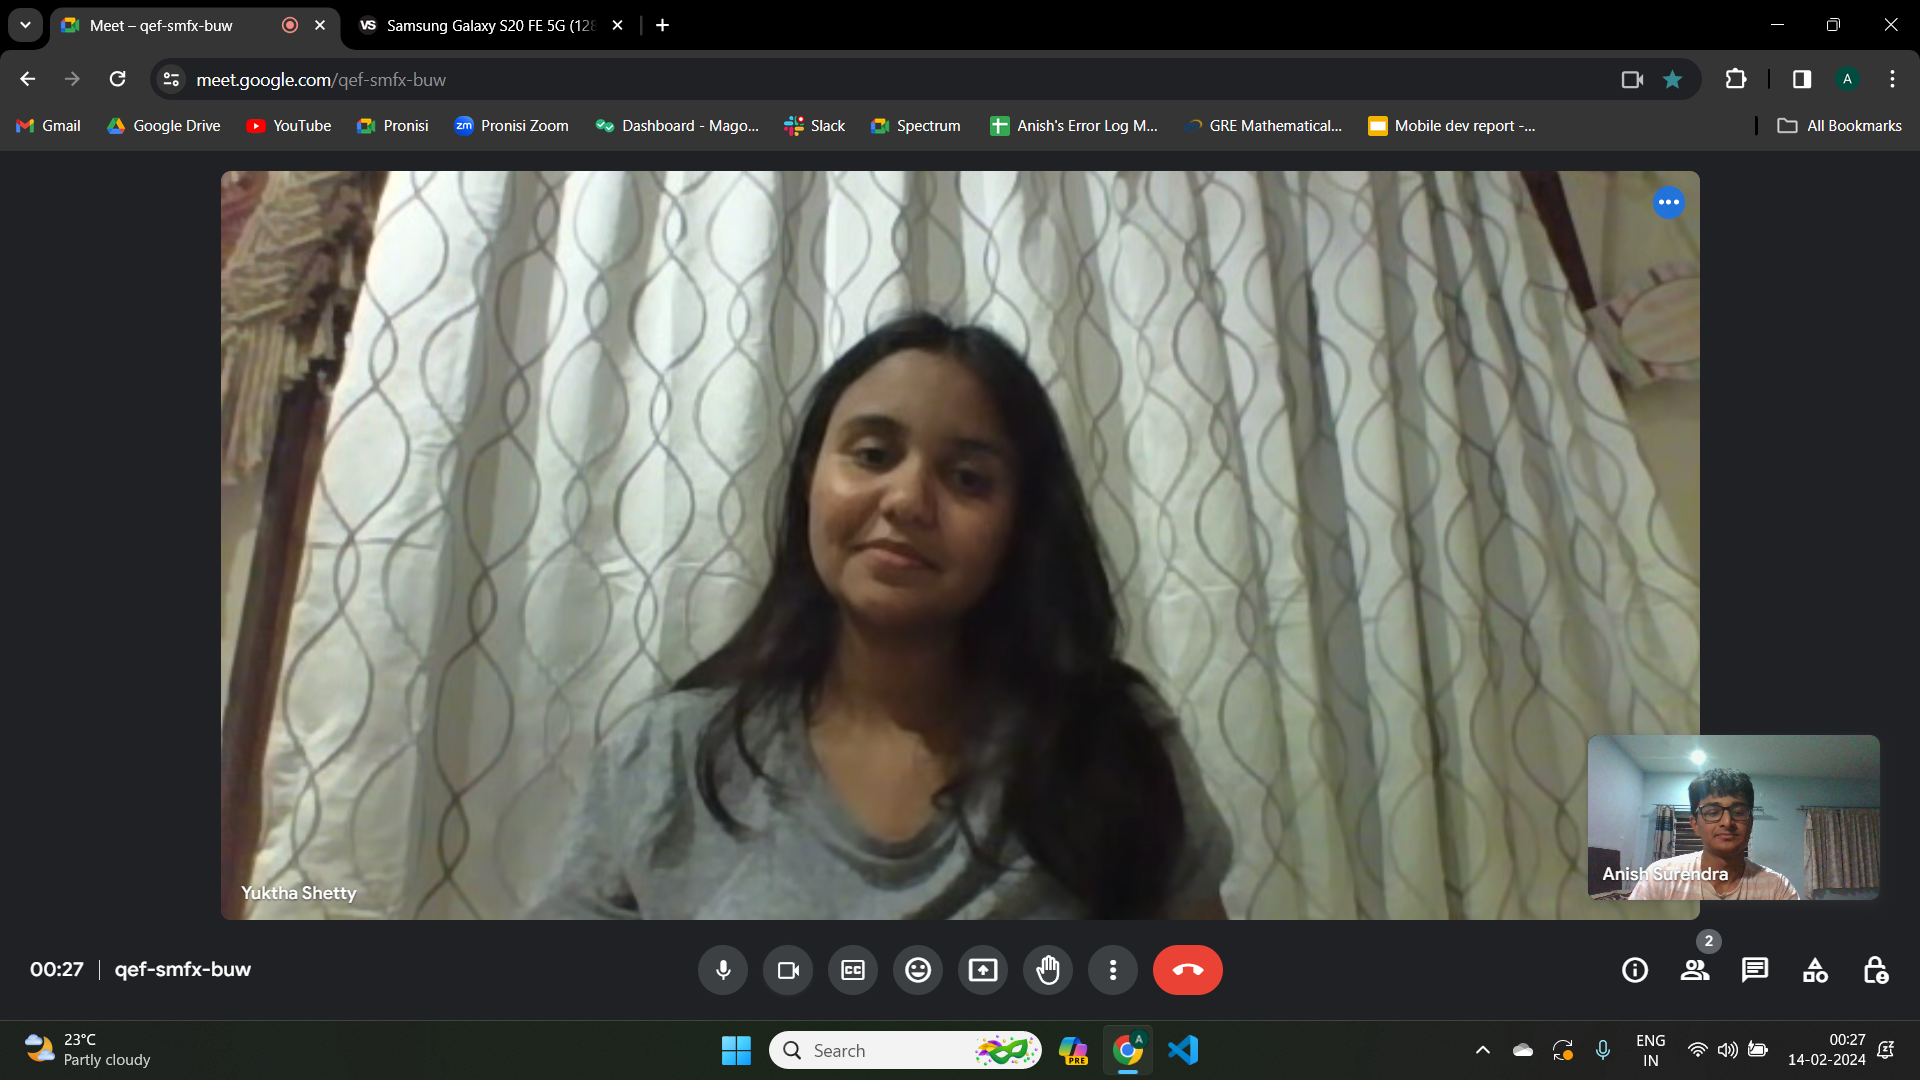 Meet – qef-smfx-buw
VS Samsung Galaxy S20 FE 5G (128
meet.google.com/qef-smfx-buw
A
Gmail
Google Drive
YouTube
Pronisi
zm Pronisi Zoom
Dashboard - Mago...
Slack
Spectrum
Anish's Error Log M...
GRE Mathematical...
Mobile dev report -...
All Bookmarks
Yuktha Shetty
Anish Surendra
00:27 | qef-smfx-buw
CC
2
23°C
Partly cloudy
Search
PRE
A
ENG
IN
00:27
14-02-2024